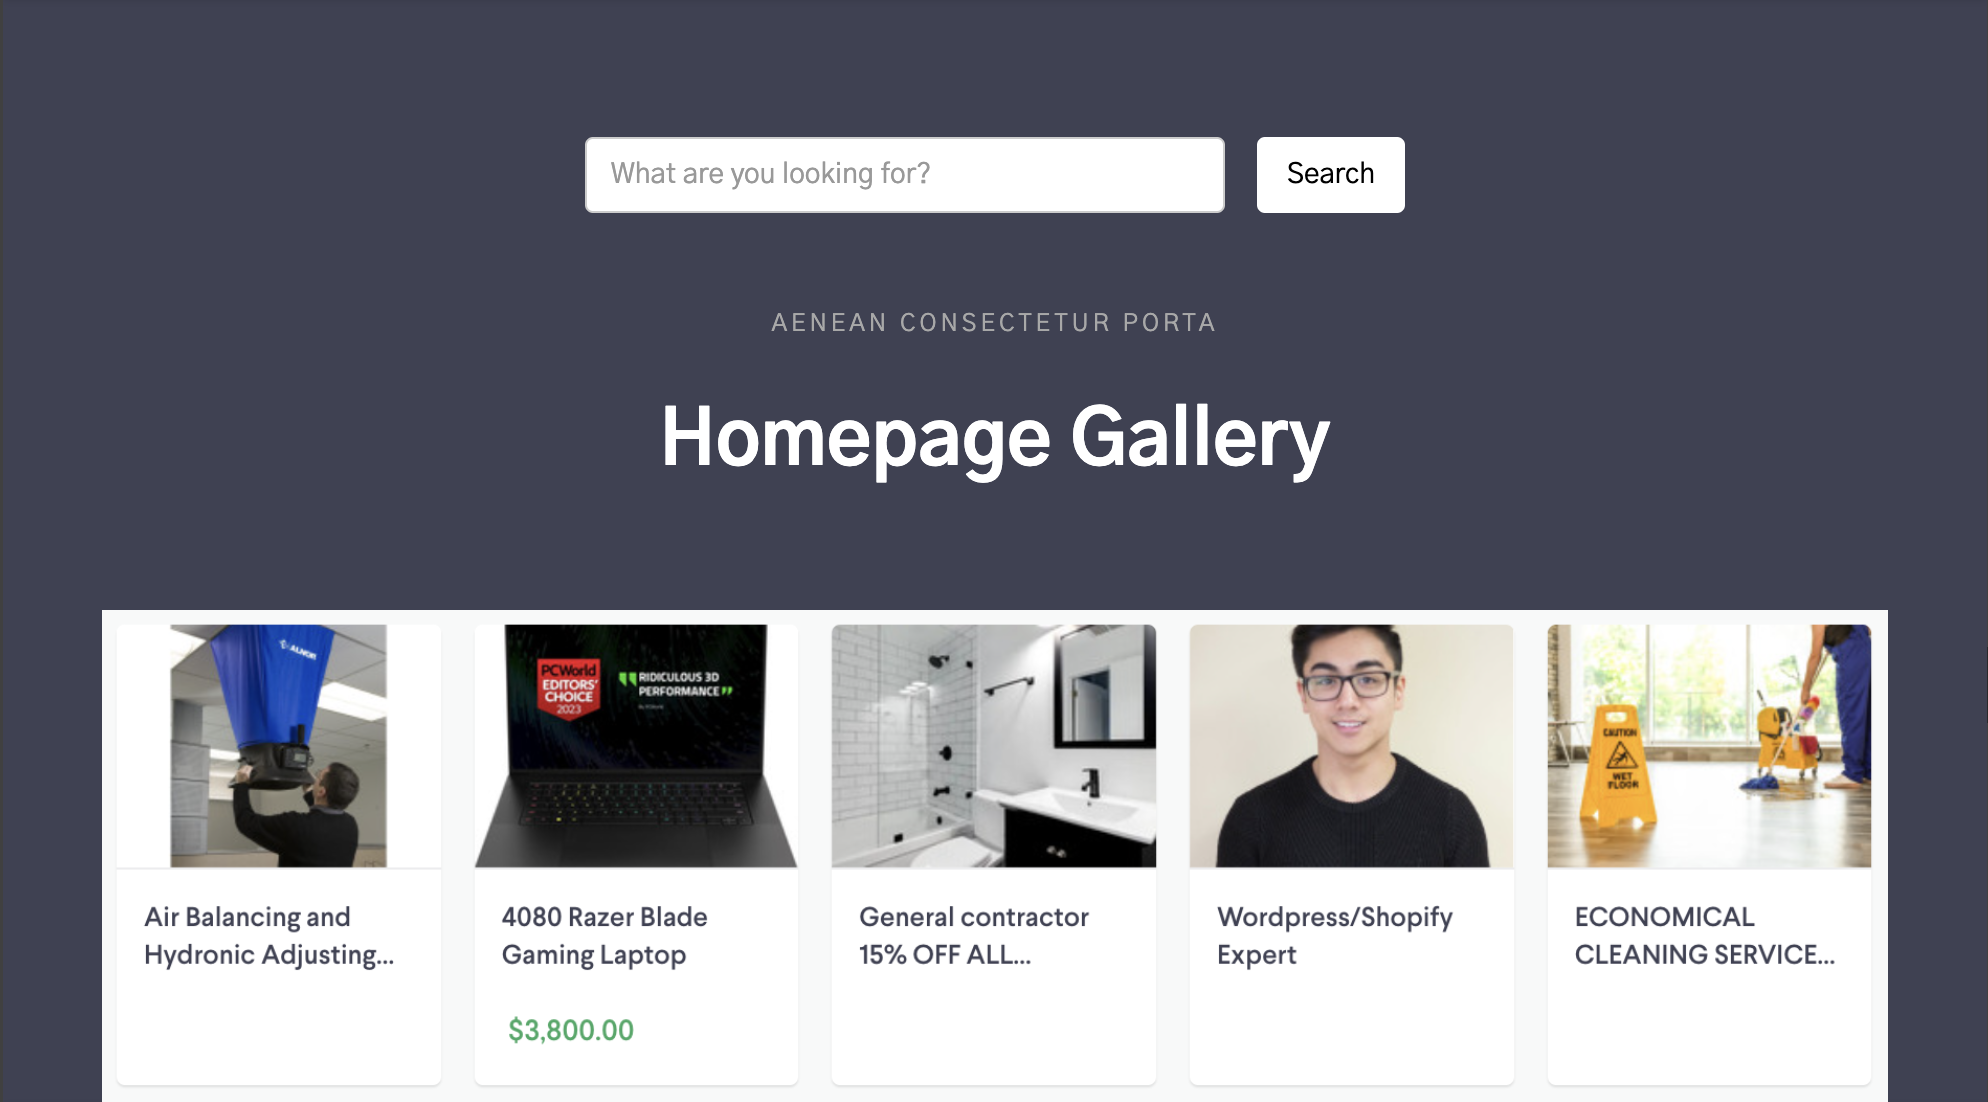 What are you looking for?
Search
AENEAN CONSECTETUR PORTA
Homepage Gallery
ALNOR
PCWorld
EDITORS'
CHOICE
2023
RIDICULOUS 3D
PERFORMANCE
CAUTION
WET
FLOOR
Air Balancing and
Hydronic Adjusting...
4080 Razer Blade
Gaming Laptop
$3,800.00
General contractor
15% OFF ALL...
Wordpress/Shopify
Expert
ECONOMICAL
CLEANING SERVICE...